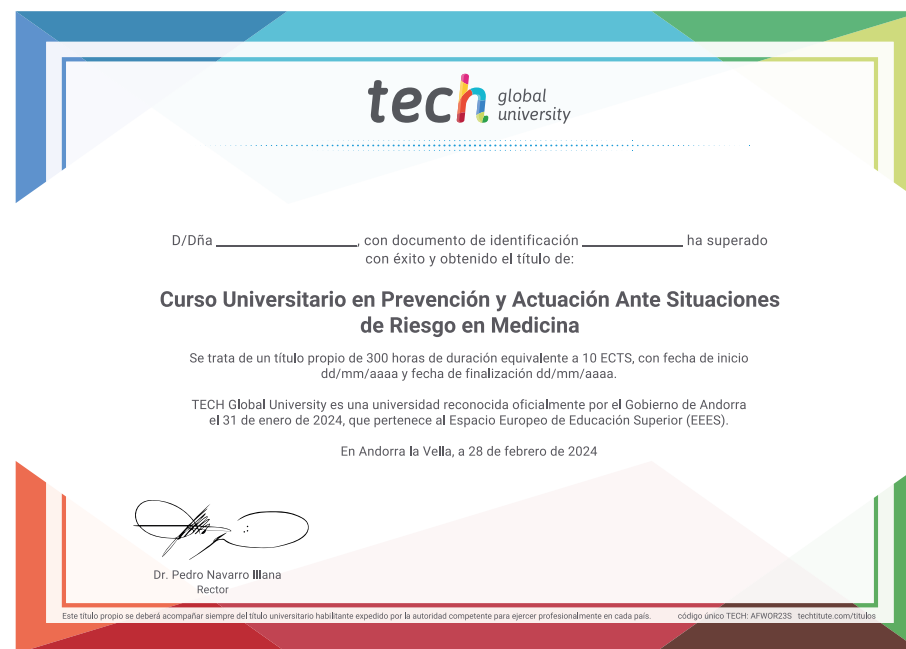 tech global university
D/Dña ____________, con documento de identificación ____________ ha superado
con éxito y obtenido el título de:
Curso Universitario en Prevención y Actuación Ante Situaciones
de Riesgo en Medicina
Se trata de un título propio de 300 horas de duración equivalente a 10 ECTS, con fecha de inicio
dd/mm/aaaa y fecha de finalización dd/mm/aaaa.
TECH Global University es una universidad reconocida oficialmente por el Gobierno de Andorra
el 31 de enero de 2024, que pertenece al Espacio Europeo de Educación Superior (EEES).
En Andorra la Vella, a 28 de febrero de 2024
Dr. Pedro Navarro Illana
Rector
Este título propio se deberá acompañar siempre del título universitario habilitante expedido por la autoridad competente para ejercer profesionalmente en cada país. código único TECH: AFWOR23S techtitute.com/titulos